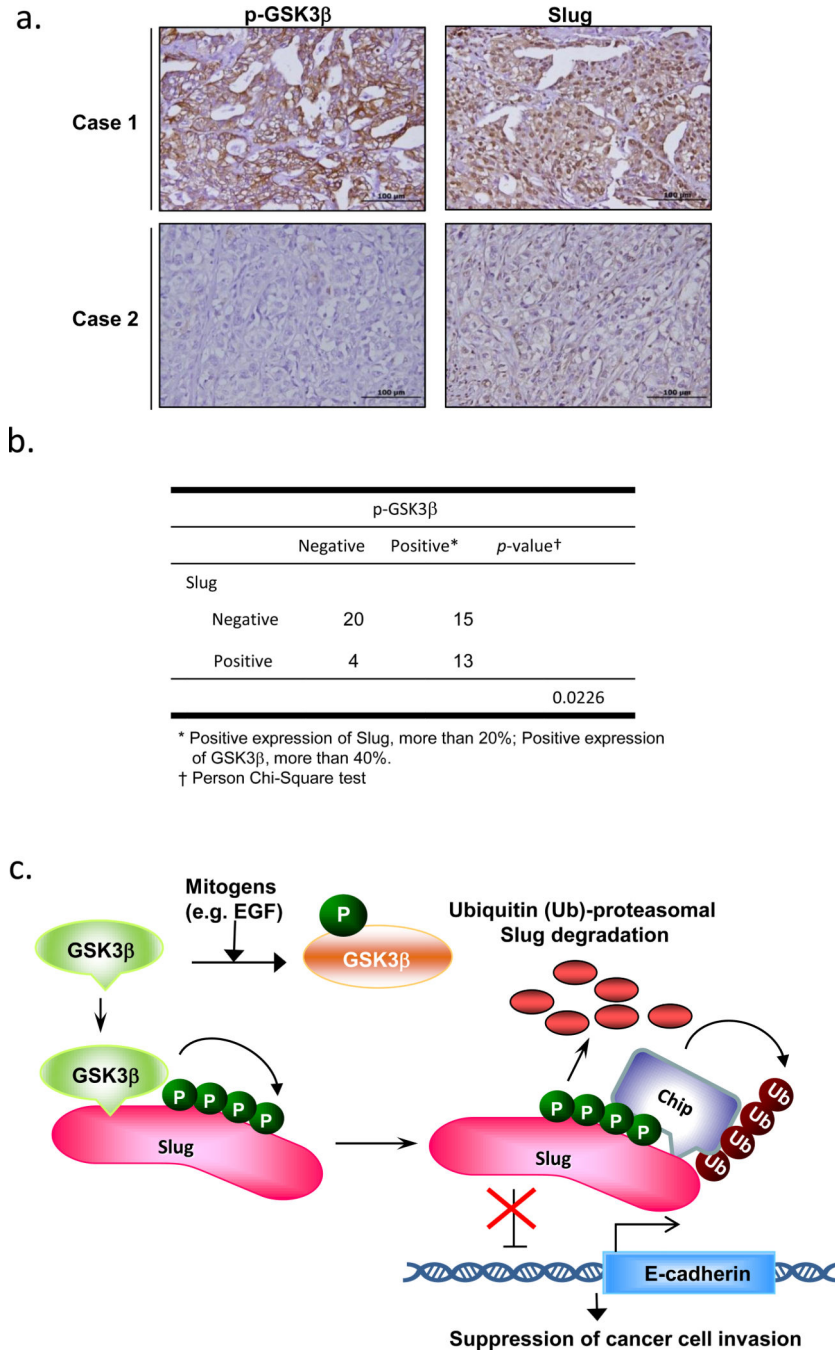 a.
p-GSK3β Slug
Case 1
100 µm 100 µm
Case 2
100 µm 100 µm
b.
p-GSK3β
Negative Positive* p-value†
Slug
Negative 20 15
Positive 4 13
0.0226
* Positive expression of Slug, more than 20%; Positive expression
of GSK3β, more than 40%.
† Person Chi-Square test
c.
Mitogens
(e.g. EGF)
GSK3β
P
GSK3β
Ubiquitin (Ub)-proteasomal
Slug degradation
GSK3β
P P P P
Slug
P P P P
Chip
Ub Ub Ub Ub
Slug
E-cadherin
Suppression of cancer cell invasion